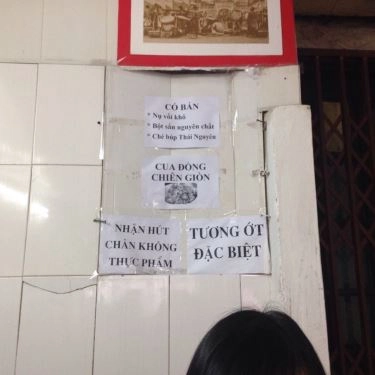 CÓ BÁN
* Nụ vối khô
* Bột sắn nguyên chất
* Chè búp Thái Nguyên
CUA ĐỒNG
CHIÊN GIÒN
NHẬN HÚT
CHÂN KHÔNG
THỰC PHẨM
TƯƠNG ỚT
ĐẶC BIỆT